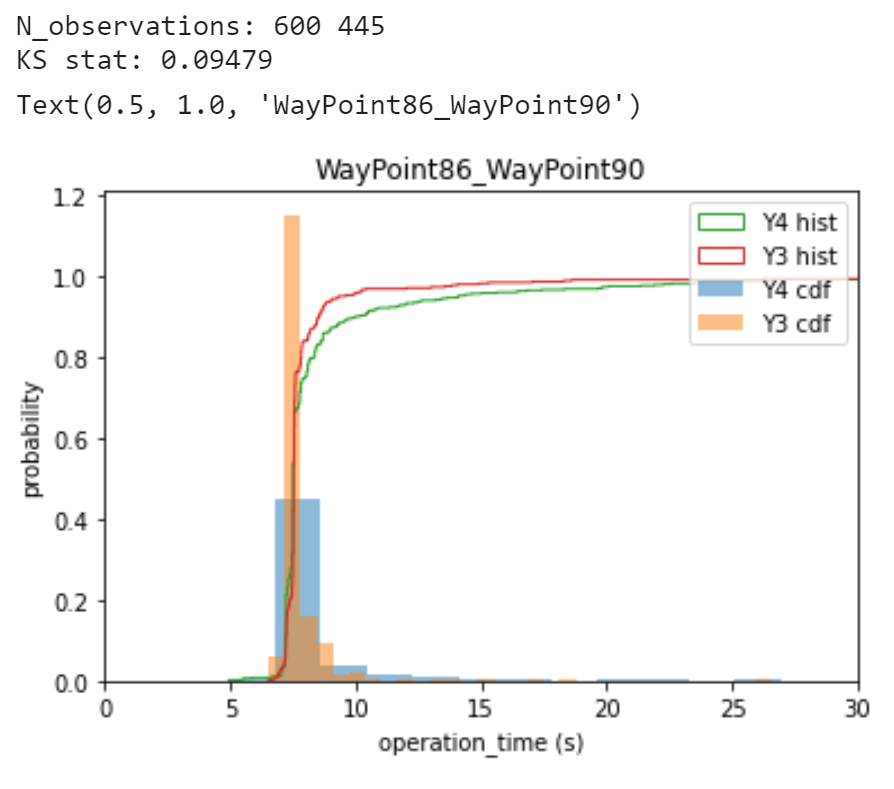 N_observations: 600 445
KS stat: 0.09479
Text(0.5, 1.0, 'WayPoint86_WayPoint90')
WayPoint86_WayPoint90
1.2
1.0
0.8
0.6
0.4
0.2
0.0
probability
Y4 hist
Y3 hist
Y4 cdf
Y3 cdf
0 5 10 15 20 25 30
operation_time (s)